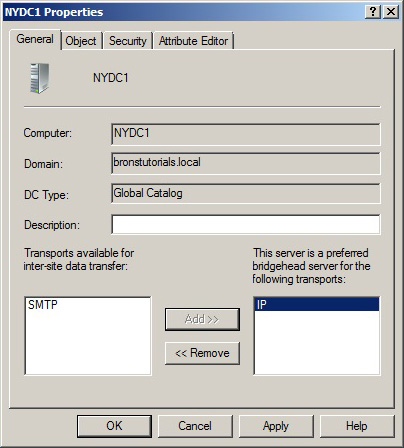 NYDC1 Properties
General
Object
Security
Attribute Editor
NYDC1
Computer: NYDC1
Domain: bronstutorials.local
DC Type: Global Catalog
Description:
Transports available for
inter-site data transfer:
This server is a preferred
bridgehead server for the
following transports:
SMTP
Add >>
<< Remove
IP
OK
Cancel
Apply
Help